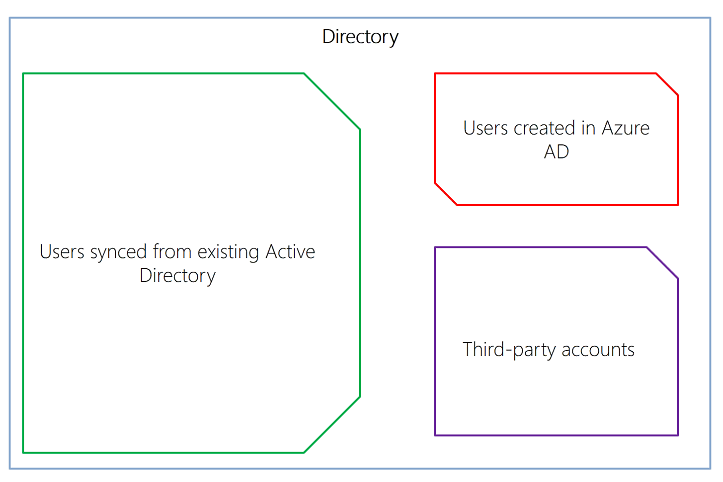 Directory
Users synced from existing Active
Directory
Users created in Azure
AD
Third-party accounts